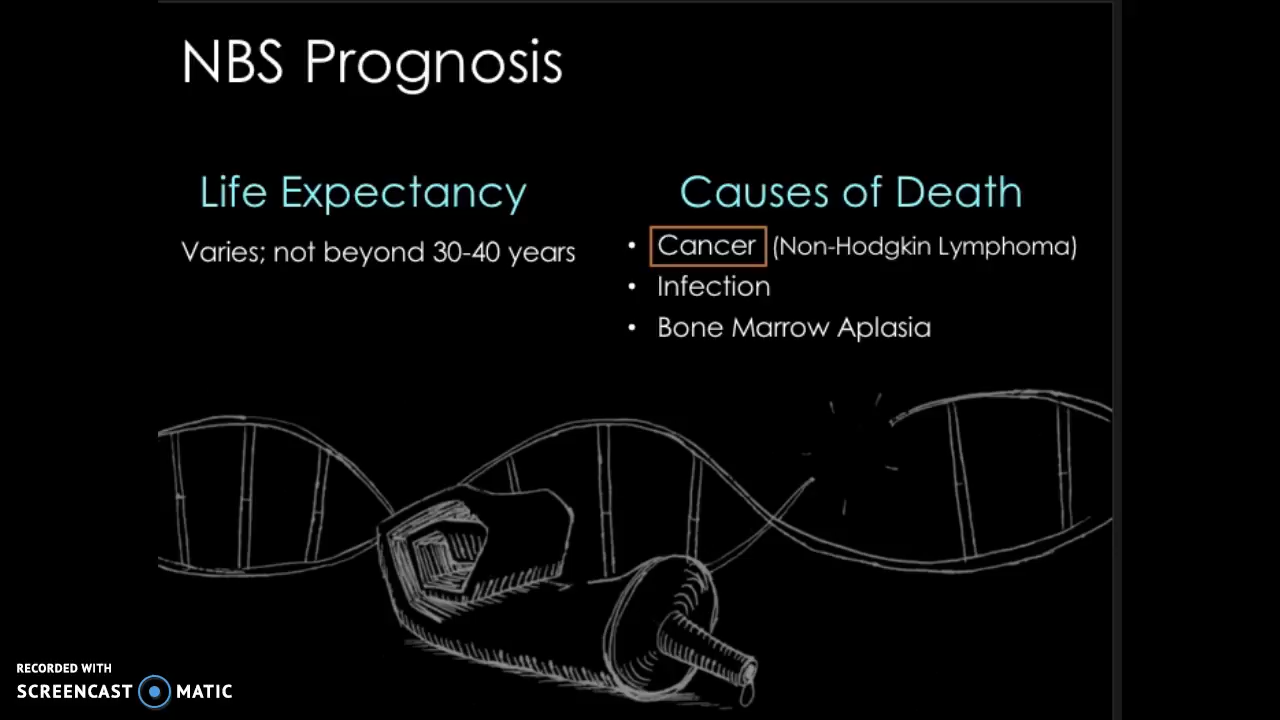 NBS Prognosis
Life Expectancy
Varies; not beyond 30-40 years
Causes of Death
• Cancer (Non-Hodgkin Lymphoma)
• Infection
• Bone Marrow Aplasia
RECORDED WITH
SCREENCAST MATIC